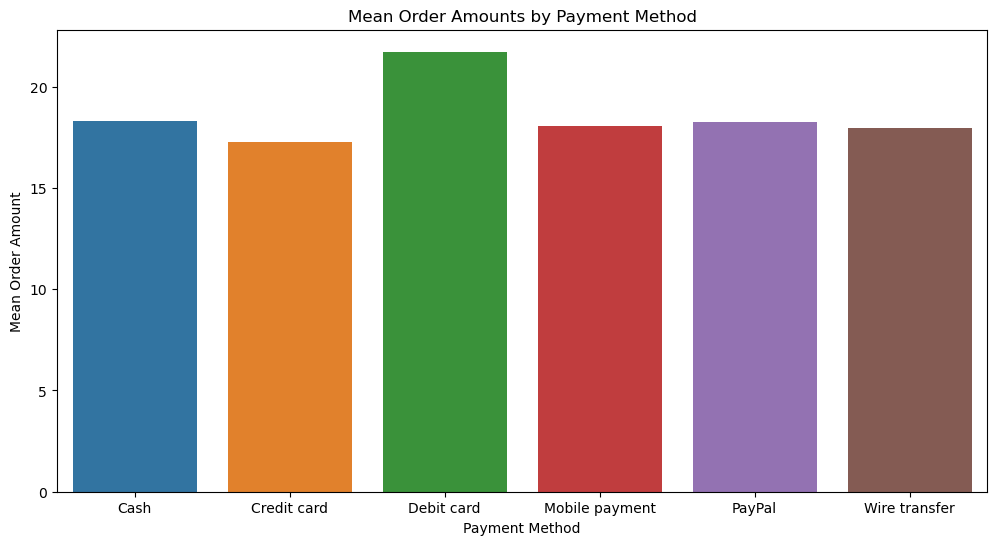 Mean Order Amounts by Payment Method
Mean Order Amount
20
15
10
5
0
Cash Credit card Debit card Mobile payment PayPal Wire transfer
Payment Method